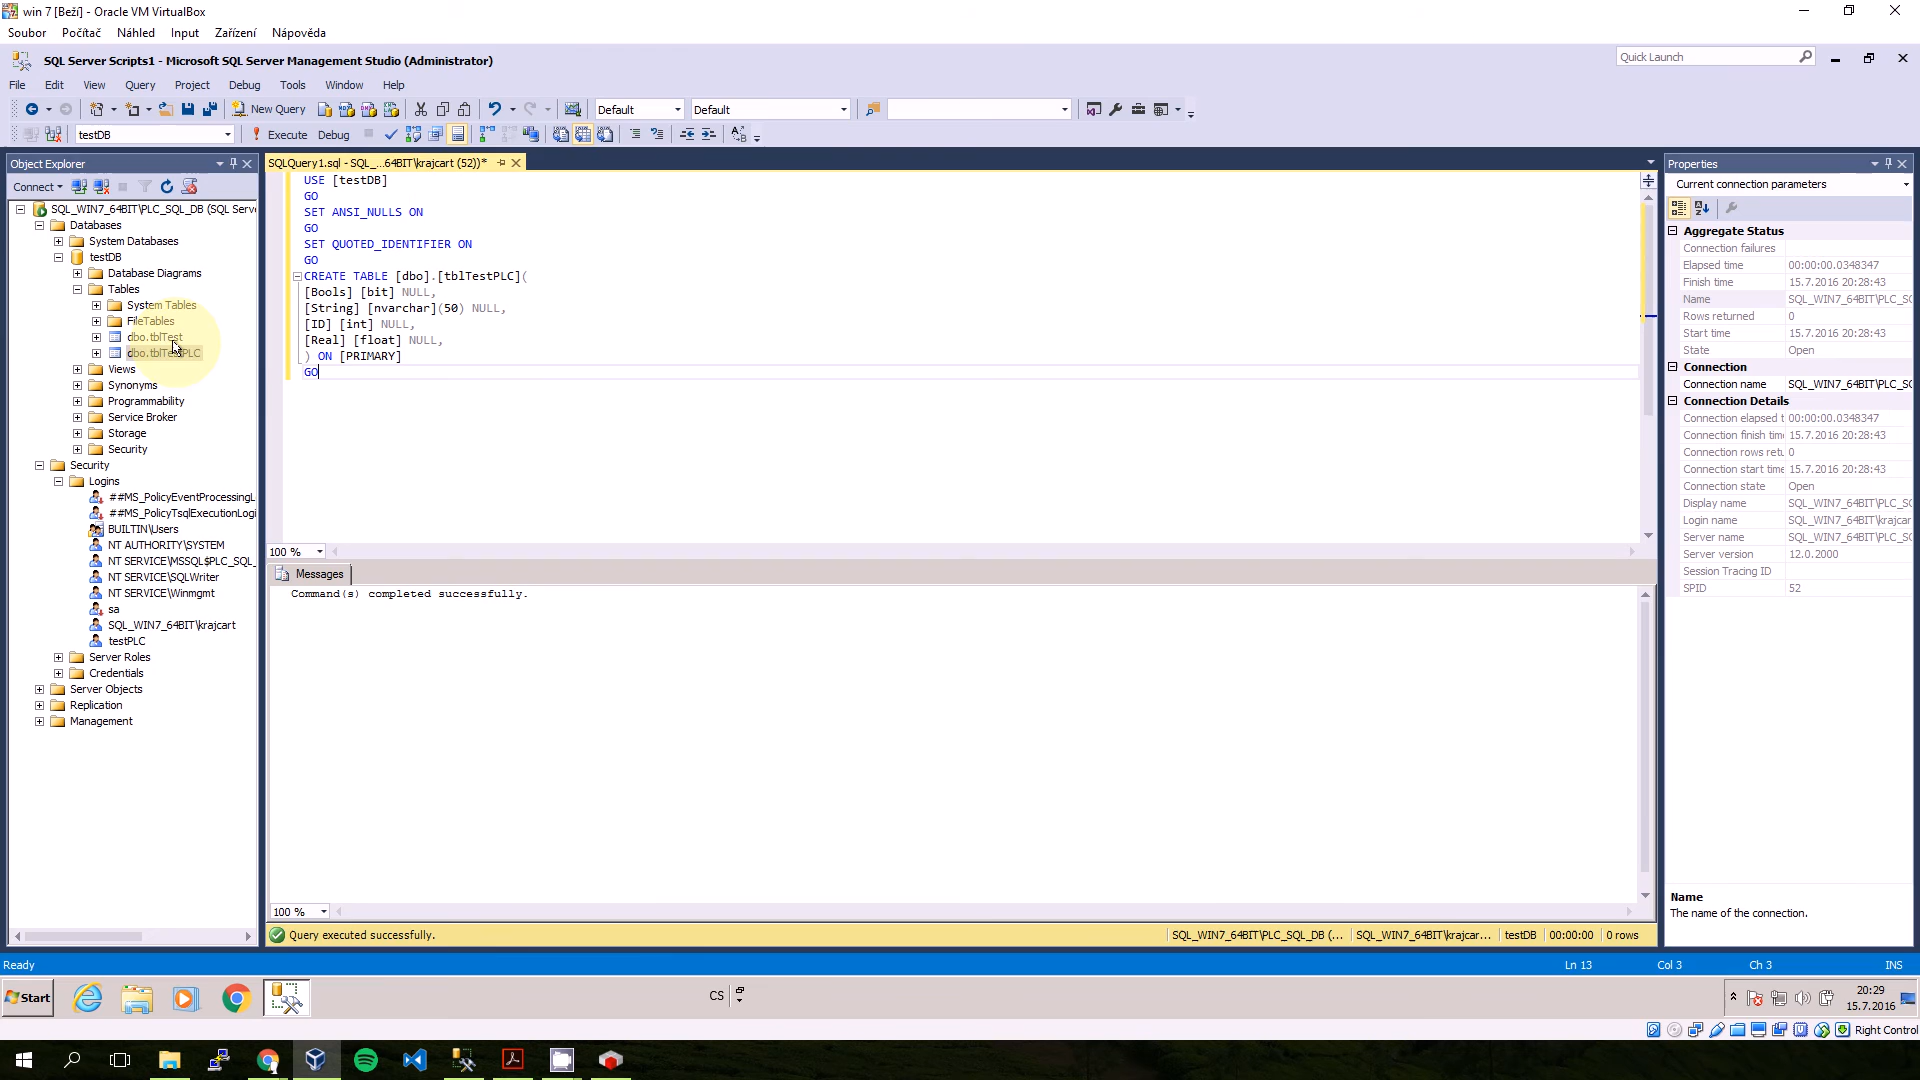 win 7 [Beží] - Oracle VM VirtualBox
Soubor Počítač Náhled Input Zařízení Nápověda
SQL Server Scripts1 - Microsoft SQL Server Management Studio (Administrator)
Quick Launch
File Edit View Query Project Debug Tools Window Help
New Query
Default
Default
testDB
Execute Debug
Object Explorer
Connect
SQL_WIN7_64BIT\PLC_SQL_DB (SQL Serv
Databases
System Databases
testDB
Database Diagrams
Tables
System Tables
FileTables
dbo.tblTest
dbo.tblTestPLC
Views
Synonyms
Programmability
Service Broker
Storage
Security
Security
Logins
##MS_PolicyEventProcessingL
##MS_PolicyTsqlExecutionLogi
BUILTIN\Users
NT AUTHORITY\SYSTEM
NT SERVICE\MSSQL$PLC_SQL_
NT SERVICE\SQLWriter
NT SERVICE\Winmgmt
sa
SQL_WIN7_64BIT\krajcart
testPLC
Server Roles
Credentials
Server Objects
Replication
Management
SQLQuery1.sql - SQL_...64BIT\krajcart (52))*
USE [testDB]
GO
SET ANSI_NULLS ON
GO
SET QUOTED_IDENTIFIER ON
GO
CREATE TABLE [dbo].[tblTestPLC](
[Bools] [bit] NULL,
[String] [nvarchar](50) NULL,
[ID] [int] NULL,
[Real] [float] NULL,
) ON [PRIMARY]
GO
100 %
Messages
Command(s) completed successfully.
100 %
Query executed successfully.
SQL_WIN7_64BIT\PLC_SQL_DB (... SQL_WIN7_64BIT\krajcar... testDB 00:00:00 0 rows
Properties
Current connection parameters
Aggregate Status
Connection failures
Elapsed time 00:00:00.0348347
Finish time 15.7.2016 20:28:43
Name SQL_WIN7_64BIT\PLC_SQ
Rows returned 0
Start time 15.7.2016 20:28:43
State Open
Connection
Connection name SQL_WIN7_64BIT\PLC_SQ
Connection Details
Connection elapsed t 00:00:00.0348347
Connection finish time 15.7.2016 20:28:43
Connection rows retu 0
Connection start time 15.7.2016 20:28:43
Connection state Open
Display name SQL_WIN7_64BIT\PLC_SQ
Login name SQL_WIN7_64BIT\krajcar
Server name SQL_WIN7_64BIT\PLC_SQ
Server version 12.0.2000
Session Tracing ID
SPID 52
Name
The name of the connection.
Ready
Ln 13 Col 3 Ch 3 INS
Start
CS
20:29
15.7.2016
Right Control